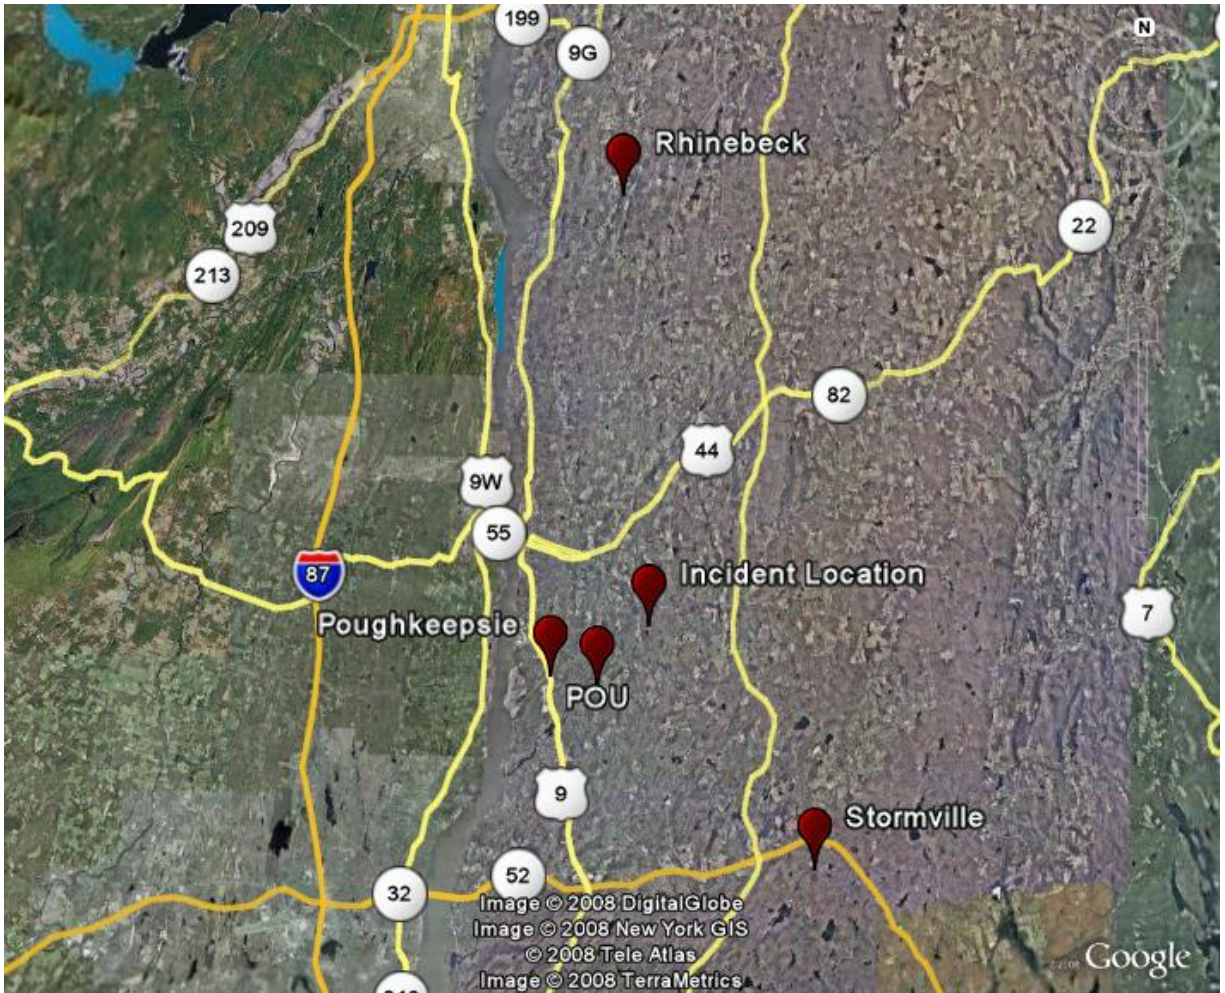 199
9G
N
Rhinebeck
209
22
213
82
44
9W
55
87
Incident Location
7
Poughkeepsie
POU
9
Stormville
52
32
Image © 2008 DigitalGlobe
Image © 2008 New York GIS
© 2008 Tele Atlas
Image © 2008 TerraMetrics
Google